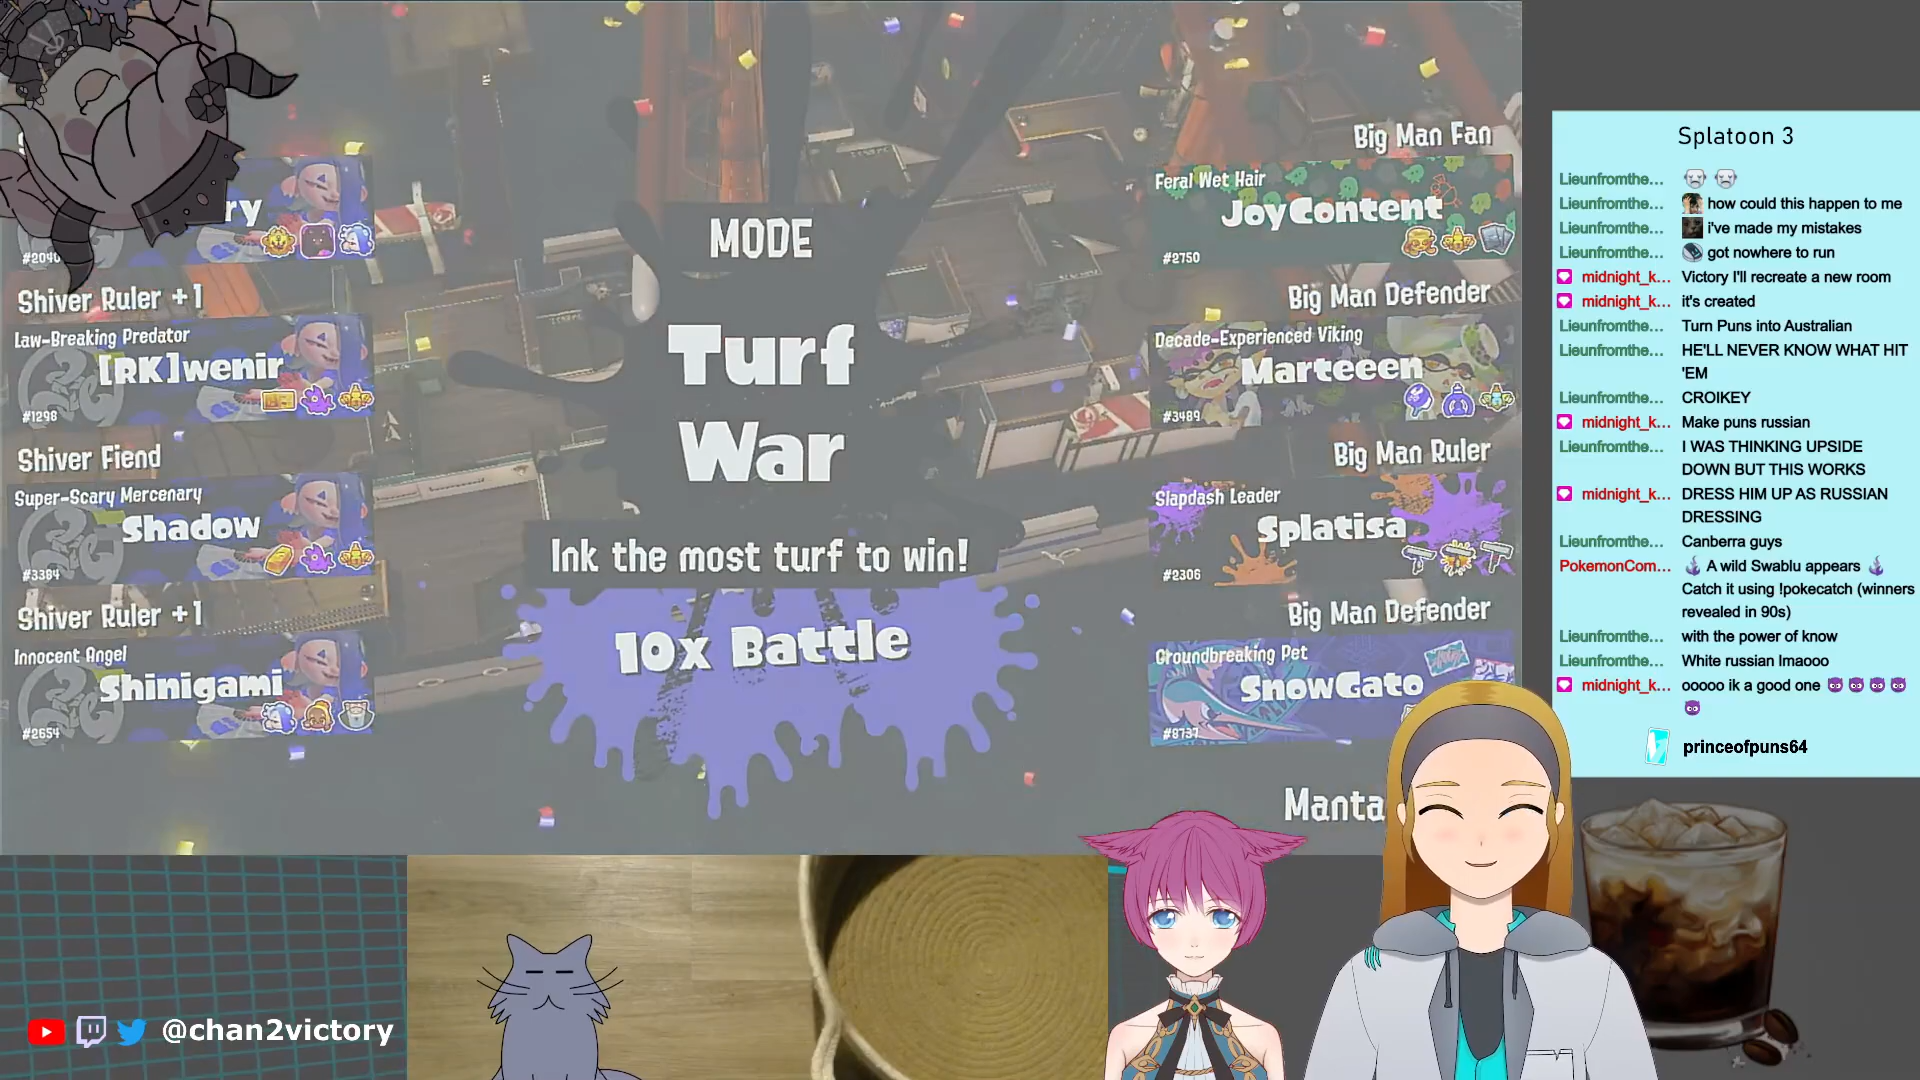 ry
#2040
Shiver Ruler +1
Law-Breaking Predator
[RK]wenir
#1298
Shiver Fiend
Super-Scary Mercenary
Shadow
#3384
Shiver Ruler +1
Innocent Angel
Shinigami
#2654
MODE
Turf
War
Ink the most turf to win!
10x Battle
Big Man Fan
Feral Wet Hair
JoyContent
#2750
Big Man Defender
Decade-Experienced Viking
Marteeen
#3489
Big Man Ruler
Slapdash Leader
Splatisa
#2306
Big Man Defender
Groundbreaking Pet
SnowGato
#8737
Manta
Splatoon 3
Lieunfromthe...
Lieunfromthe... how could this happen to me
Lieunfromthe... i've made my mistakes
Lieunfromthe... got nowhere to run
midnight_k... Victory I'll recreate a new room
midnight_k... it's created
Lieunfromthe... Turn Puns into Australian
Lieunfromthe... HE'LL NEVER KNOW WHAT HIT
'EM
Lieunfromthe... CROIKEY
midnight_k... Make puns russian
Lieunfromthe... I WAS THINKING UPSIDE
DOWN BUT THIS WORKS
midnight_k... DRESS HIM UP AS RUSSIAN
DRESSING
Lieunfromthe... Canberra guys
PokemonCom... A wild Swablu appears
Catch it using !pokecatch (winners
revealed in 90s)
Lieunfromthe... with the power of know
Lieunfromthe... White russian lmaooo
midnight_k... ooooo ik a good one
princeofpuns64
@chan2victory